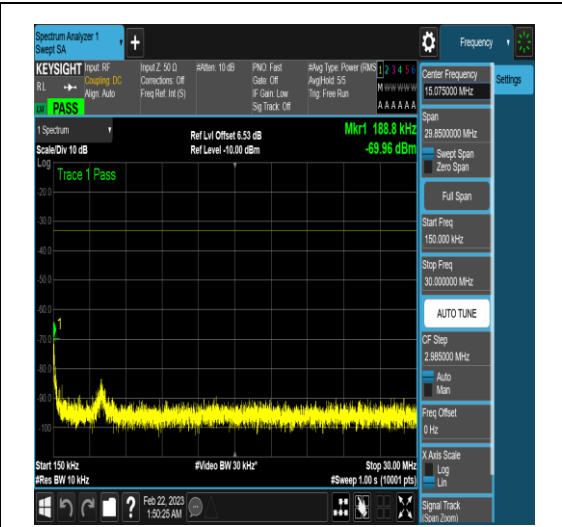 Spectrum Analyzer 1
Swept SA
Frequency
KEYSIGHT
RL
PASS
Input: RF
Coupling: DC
Align: Auto
Input Z: 50 Ω
Corrections: Off
Freq Ref: Int (S)
#Atten: 10 dB
PNO: Fast
Gate: Off
IF Gain: Low
Sig Track: Off
#Avg Type: Power (RMS
Avg|Hold: 5/5
Trig: Free Run
1 2 3 4 5 6
M w w w w w
A A A A A A
Center Frequency
15.075000 MHz
Settings
Span
29.8500000 MHz
Swept Span
Zero Span
Full Span
Start Freq
150.000 kHz
Stop Freq
30.000000 MHz
AUTO TUNE
CF Step
2.985000 MHz
Auto
Man
Freq Offset
0 Hz
X Axis Scale
Log
Lin
Signal Track
(Span Zoom)
1 Spectrum
Scale/Div 10 dB
Ref Lvl Offset 6.53 dB
Ref Level -10.00 dBm
Mkr1 188.8 kHz
-69.96 dBm
Log
Trace 1 Pass
-20.0
-30.0
-40.0
-50.0
-60.0
1
-70.0
-80.0
-90.0
-100
Start 150 kHz
#Res BW 10 kHz
#Video BW 30 kHz*
Stop 30.00 MHz
#Sweep 1.00 s (10001 pts)
Feb 22, 2023
1:50:25 AM